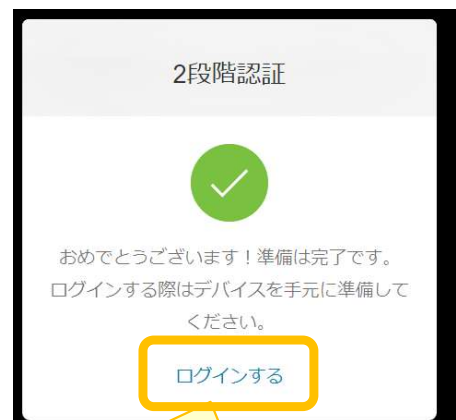 2段階認証
おめでとうございます！準備は完了です。
ログインする際はデバイスを手元に準備して
ください。
ログインする